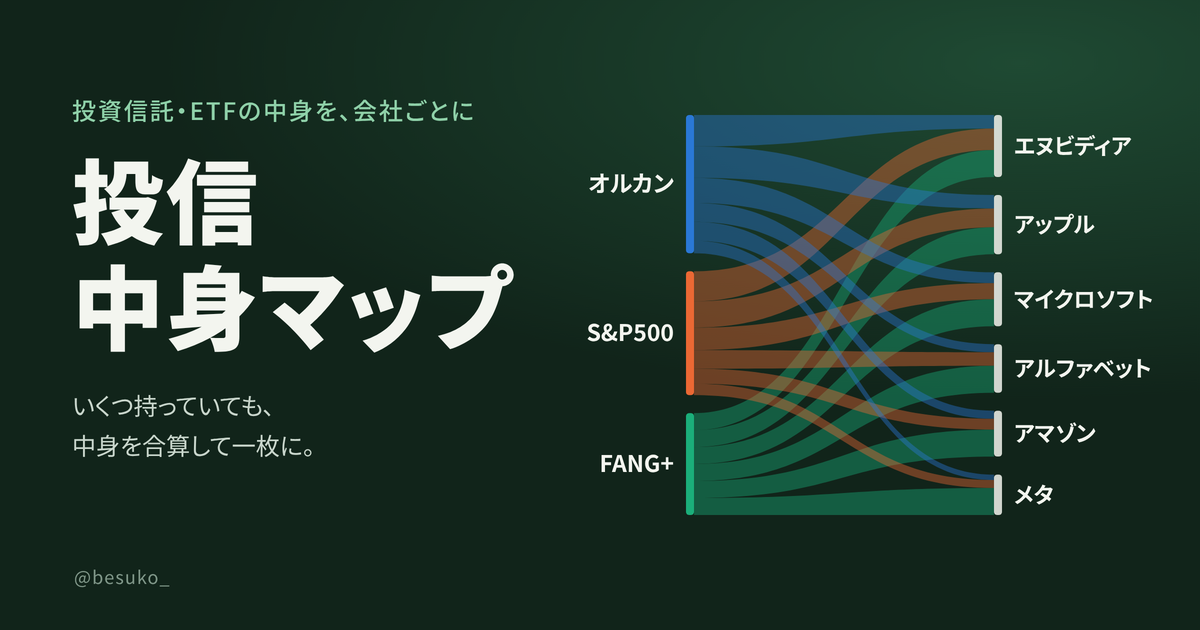 投資信託・ETFの中身を、会社ごとに
投信
中身マップ
いくつ持っていても、
中身を合算して一枚に。
@besuko_
オルカン
S&P500
FANG+
エヌビディア
アップル
マイクロソフト
アルファベット
アマゾン
メタ